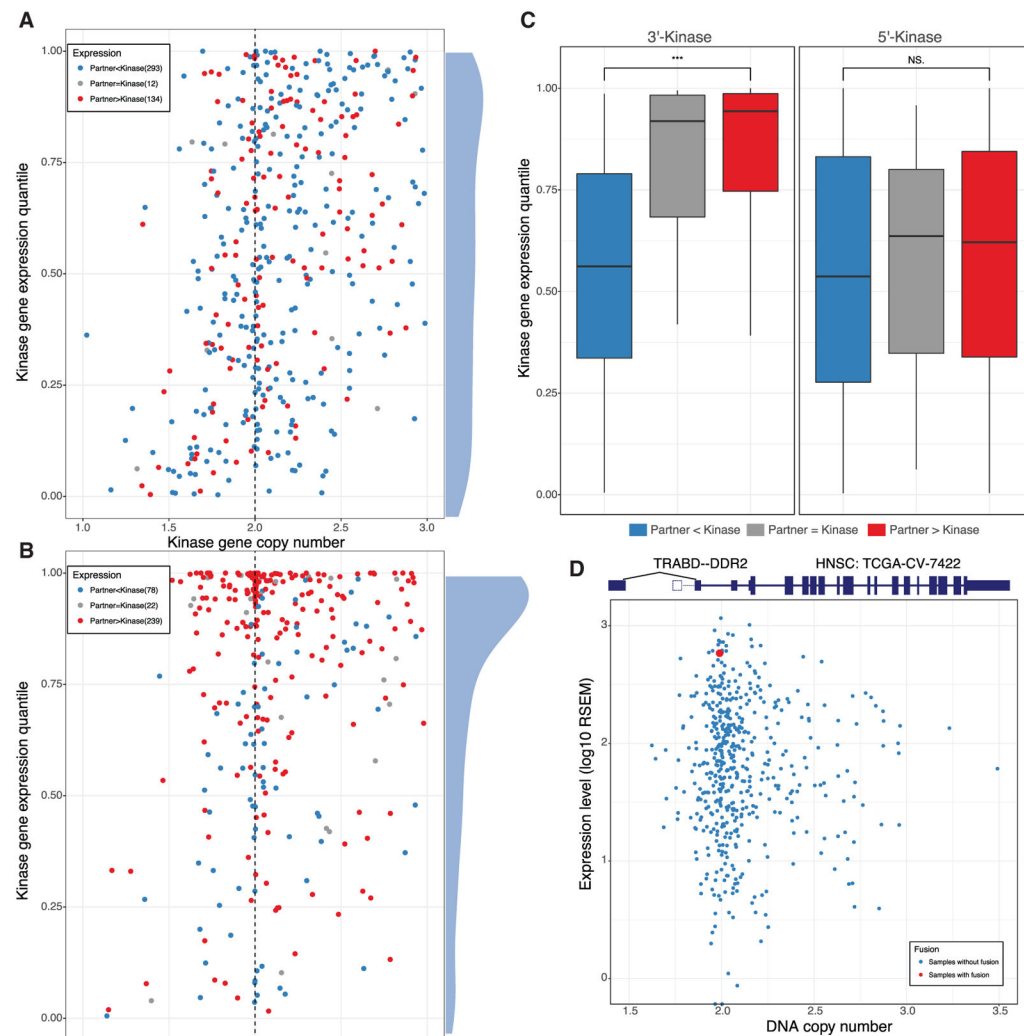 A
Expression
Partner<Kinase(293)
Partner=Kinase(12)
Partner>Kinase(134)
Kinase gene expression quantile
1.00
0.75
0.50
0.25
0.00
1.0 1.5 2.0 2.5 3.0
Kinase gene copy number
B
Expression
Partner<Kinase(78)
Partner=Kinase(22)
Partner>Kinase(239)
Kinase gene expression quantile
1.00
0.75
0.50
0.25
0.00
C
3'-Kinase 5'-Kinase
*** NS.
Kinase gene expression quantile
1.00
0.75
0.50
0.25
0.00
Partner < Kinase Partner = Kinase Partner > Kinase
D
TRABD--DDR2 HNSC: TCGA-CV-7422
Expression level (log10 RSEM)
3
2
1
0
Fusion
Samples without fusion
Samples with fusion
1.5 2.0 2.5 3.0 3.5
DNA copy number